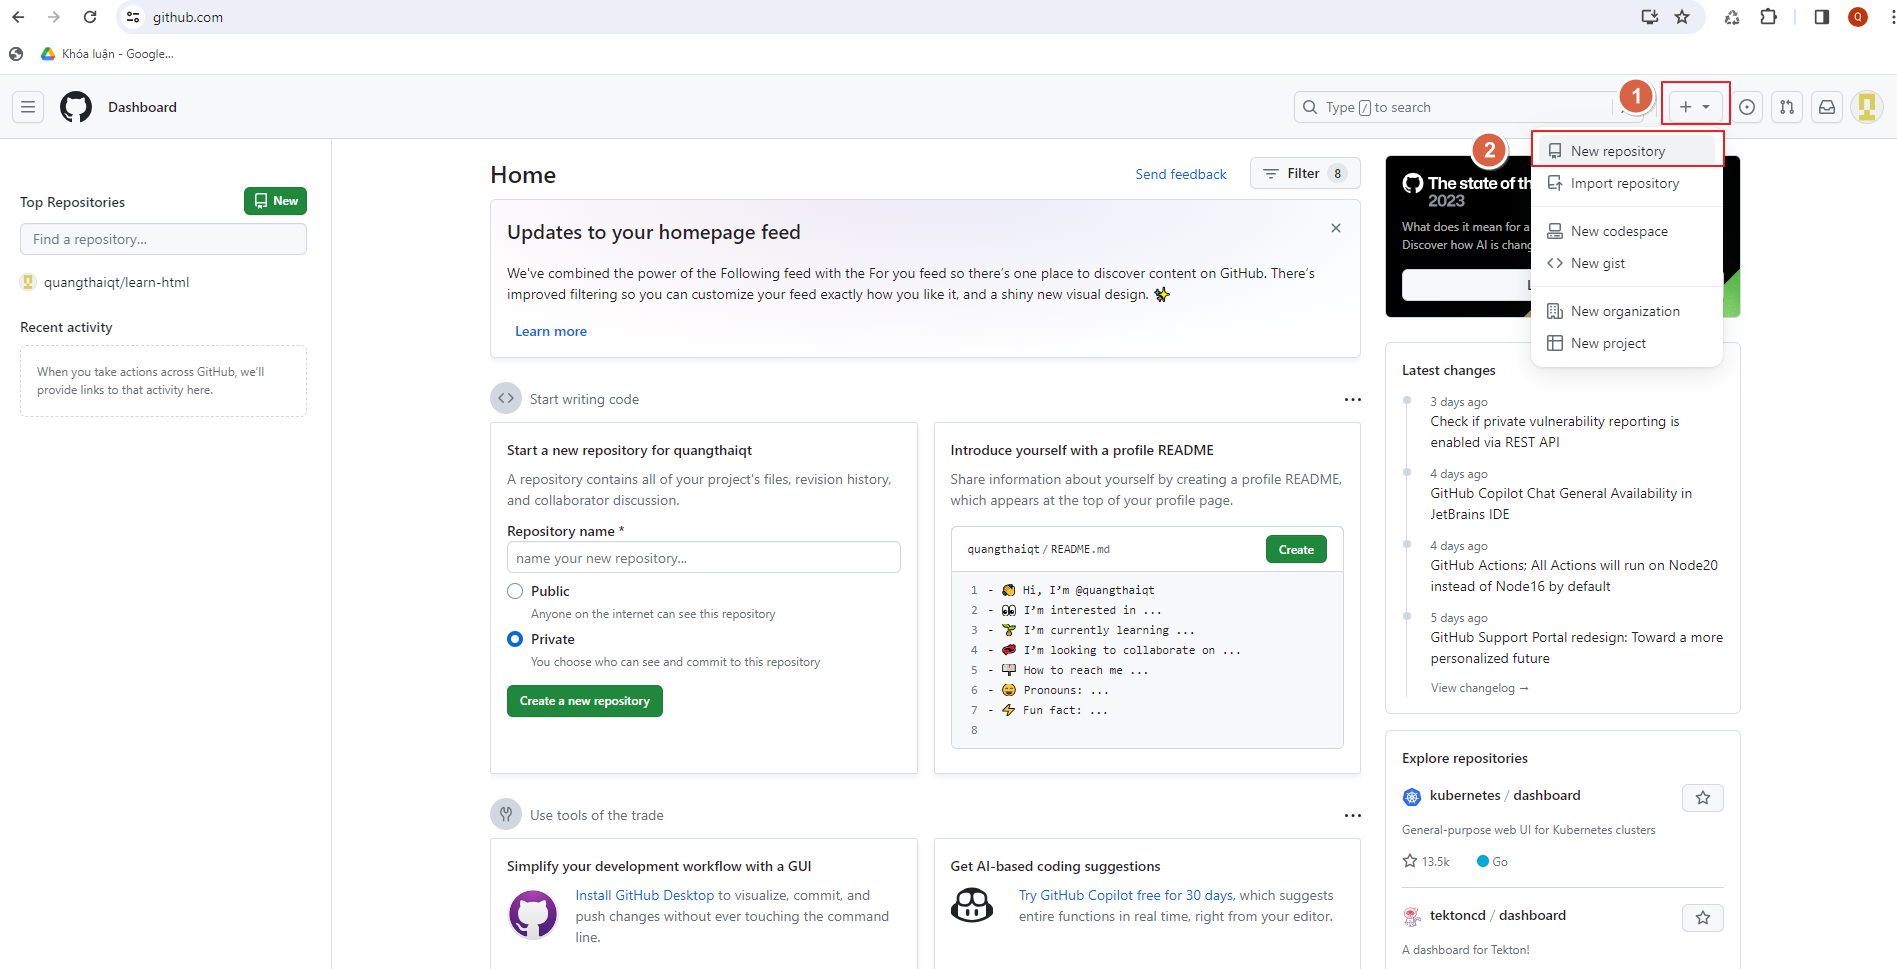 github.com
Q
Khóa luận - Google...
Dashboard
Type / to search
1
2
New repository
Import repository
New codespace
New gist
New organization
New project
Top Repositories
New
Find a repository...
quangthaiqt/learn-html
Recent activity
When you take actions across GitHub, we'll
provide links to that activity here.
Home
Send feedback
Filter 8
Updates to your homepage feed
We've combined the power of the Following feed with the For you feed so there's one place to discover content on GitHub. There's
improved filtering so you can customize your feed exactly how you like it, and a shiny new visual design. ✨
Learn more
Start writing code
Start a new repository for quangthaiqt
A repository contains all of your project's files, revision history,
and collaborator discussion.
Repository name *
name your new repository...
Public
Anyone on the internet can see this repository
Private
You choose who can see and commit to this repository
Create a new repository
Introduce yourself with a profile README
Share information about yourself by creating a profile README,
which appears at the top of your profile page.
quangthaiqt / README.md
Create
1 - 👋 Hi, I'm @quangthaiqt
2 - 👀 I'm interested in ...
3 - 🌱 I'm currently learning ...
4 - 💞️ I'm looking to collaborate on ...
5 - 📫 How to reach me ...
6 - 😄 Pronouns: ...
7 - ⚡ Fun fact: ...
8
Use tools of the trade
Simplify your development workflow with a GUI
Install GitHub Desktop to visualize, commit, and
push changes without ever touching the command
line.
Get AI-based coding suggestions
Try GitHub Copilot free for 30 days, which suggests
entire functions in real time, right from your editor.
The state of th
2023
What does it mean for a
Discover how AI is chang
Latest changes
3 days ago
Check if private vulnerability reporting is
enabled via REST API
4 days ago
GitHub Copilot Chat General Availability in
JetBrains IDE
4 days ago
GitHub Actions; All Actions will run on Node20
instead of Node16 by default
5 days ago
GitHub Support Portal redesign: Toward a more
personalized future
View changelog →
Explore repositories
kubernetes / dashboard
General-purpose web UI for Kubernetes clusters
13.5k
Go
tektoncd / dashboard
A dashboard for Tekton!